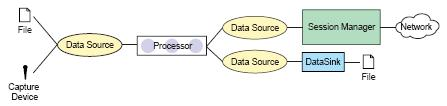 File
Capture
Device
Data Source
Processor
Data Source
Data Source
Session Manager
DataSink
Network
File